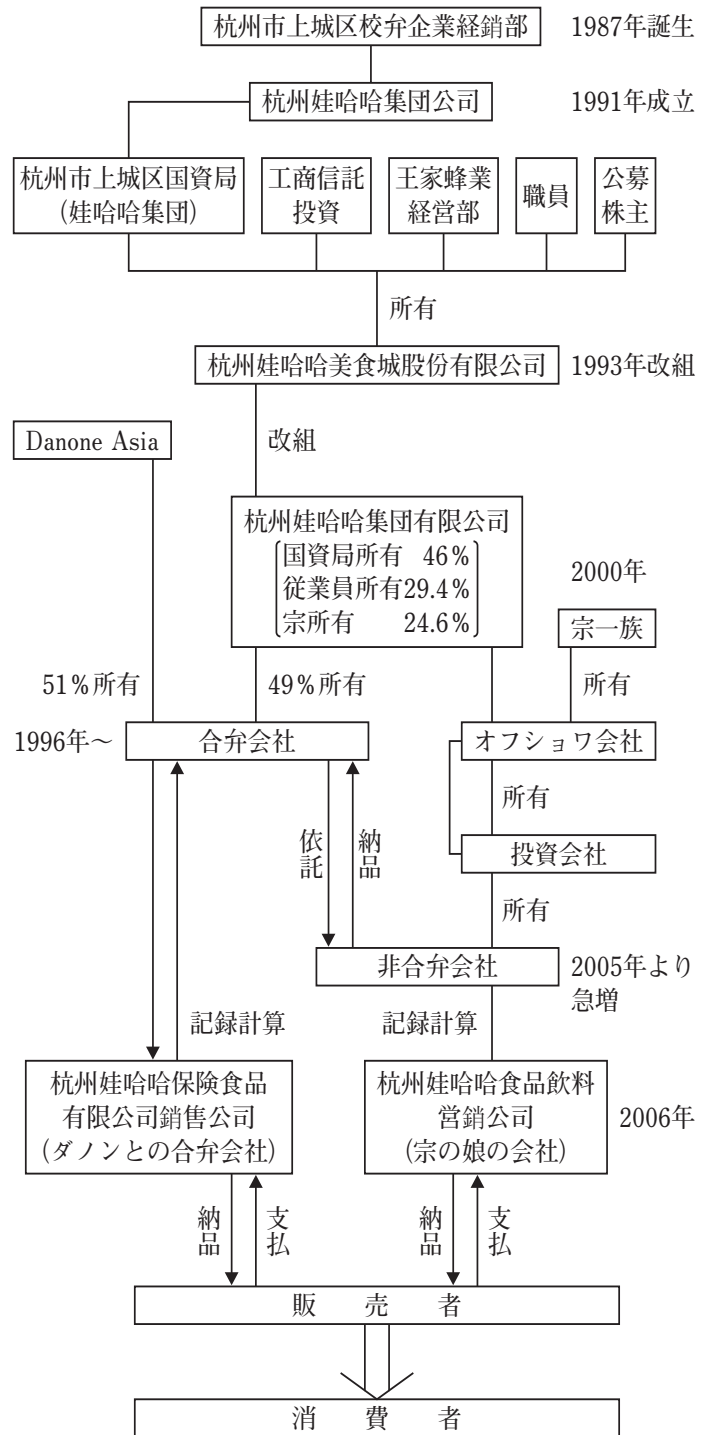 杭州市上城区校弁企業経銷部
1987年誕生
杭州娃哈哈集団公司
1991年成立
杭州市上城区国資局
(娃哈哈集団)
工商信託
投資
王家蜂業
経営部
職員
公募
株主
所有
杭州娃哈哈美食城股份有限公司
1993年改組
Danone Asia
改組
杭州娃哈哈集団有限公司
国資局所有 46%
従業員所有29.4%
宗所有 24.6%
2000年
宗一族
51%所有
49%所有
所有
1996年～
合弁会社
オフショワ会社
所有
依託
納品
投資会社
所有
非合弁会社
2005年より
急増
記録計算
記録計算
杭州娃哈哈保険食品
有限公司銷售公司
(ダノンとの合弁会社)
杭州娃哈哈食品飲料
営銷公司
(宗の娘の会社)
2006年
納品
支払
納品
支払
販売者
消費者